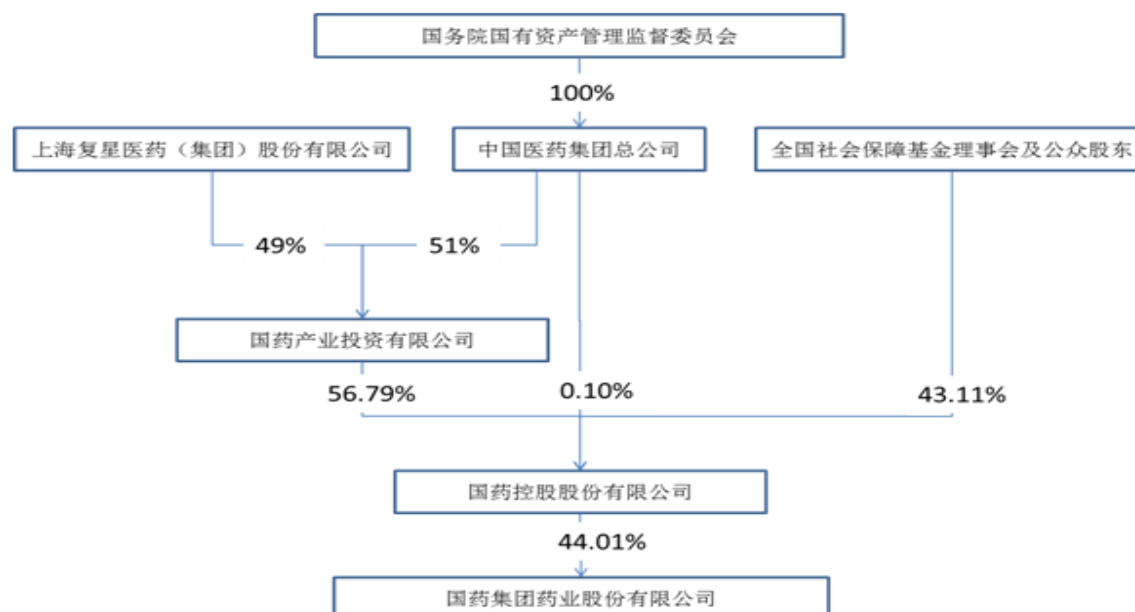 国务院国有资产管理监督委员会
100%
上海复星医药（集团）股份有限公司
中国医药集团总公司
全国社会保障基金理事会及公众股东
49%
51%
国药产业投资有限公司
56.79%
0.10%
43.11%
国药控股股份有限公司
44.01%
国药集团药业股份有限公司